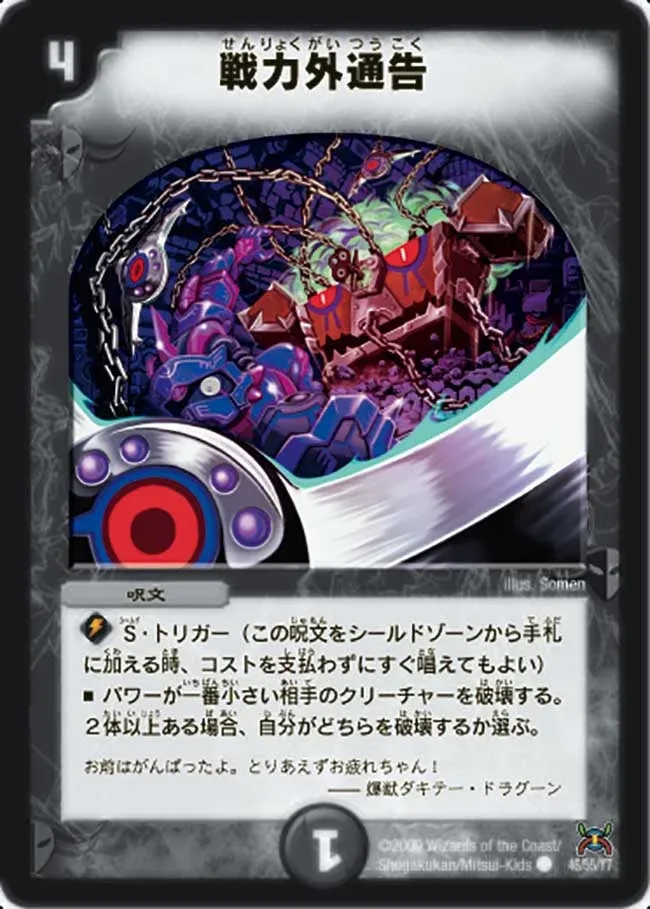 4
せんりょくがいつうこく
戦力外通告
illus. Somen
呪文
S・トリガー（この呪文をシールドゾーンから手札
に加える時、コストを支払わずにすぐ唱えてもよい）
■ パワーが一番小さい相手のクリーチャーを破壊する。
２体以上ある場合、自分がどちらを破壊するか選ぶ。
お前はがんばったよ。とりあえずお疲れちゃん！
—— 爆獣ダキテー・ドラグーン
1
©2009 Wizards of the Coast/
Shogakukan/Mitsui-Kids
46/55/Y7